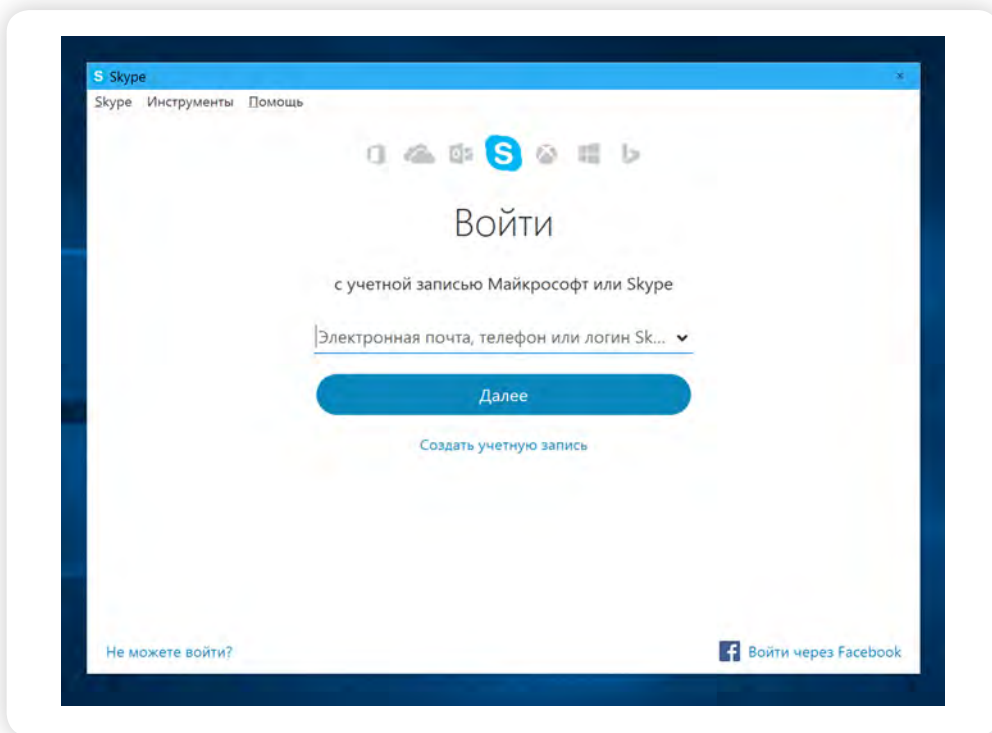 S Skype
Skype Инструменты Помощь
Войти
с учетной записью Майкрософт или Skype
Электронная почта, телефон или логин Sk...
Далее
Создать учетную запись
Не можете войти?
Войти через Facebook